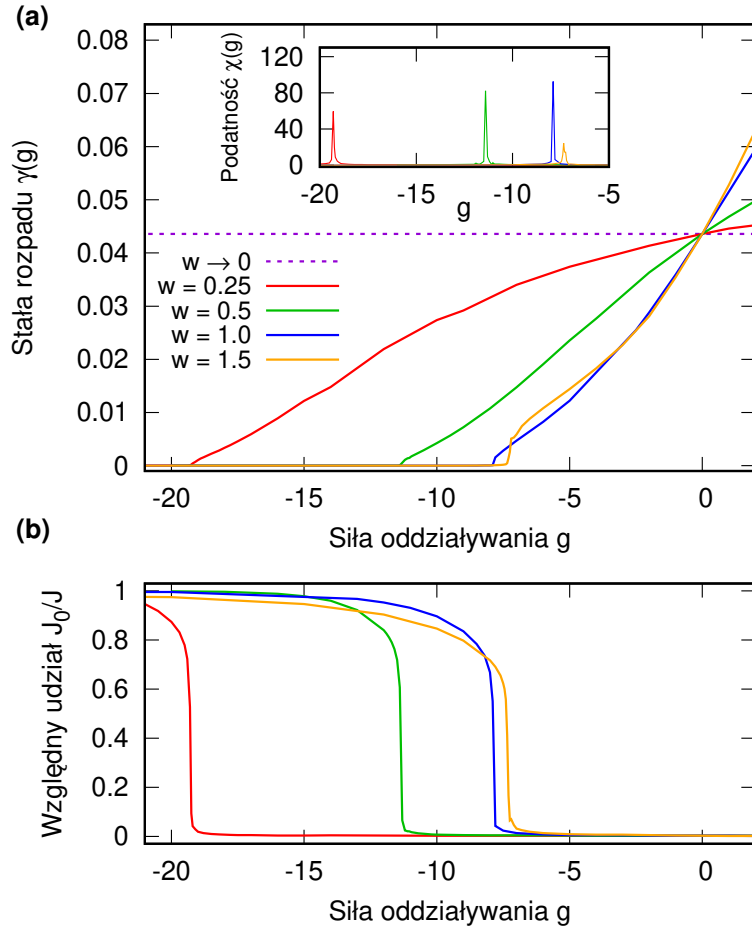 (a)
0.08
0.07
0.06
0.05
0.04
0.03
0.02
0.01
0
Stała rozpadu γ(g)
120
80
40
0
Podatność χ(g)
-20 -15 -10 -5
g
w → 0
w = 0.25
w = 0.5
w = 1.0
w = 1.5
-20 -15 -10 -5 0
Siła oddziaływania g
(b)
1
0.8
0.6
0.4
0.2
0
Względny udział J0/J
-20 -15 -10 -5 0
Siła oddziaływania g